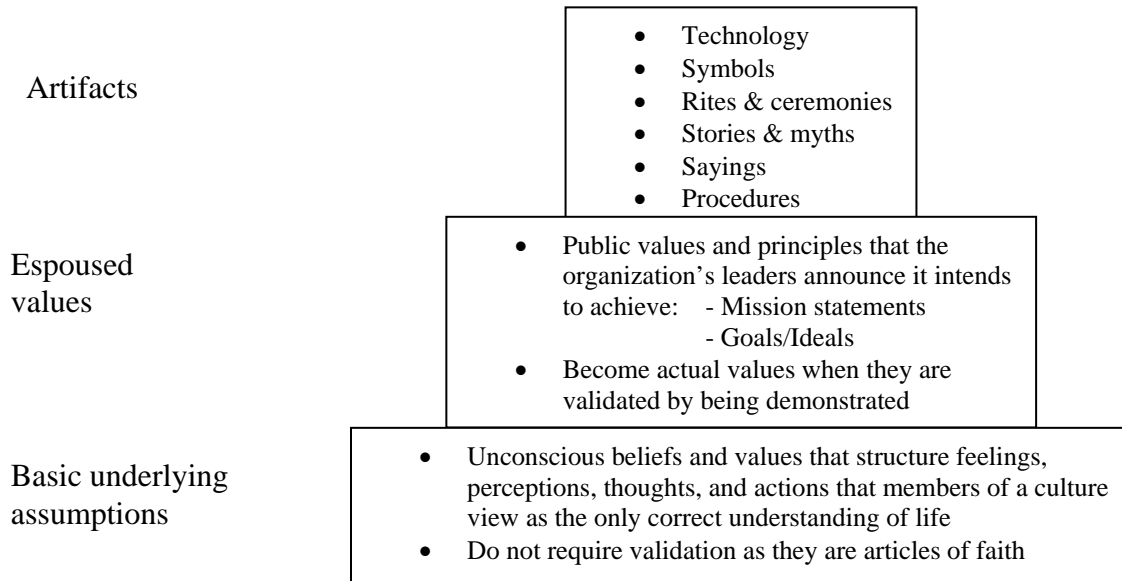 Artifacts
• Technology
• Symbols
• Rites & ceremonies
• Stories & myths
• Sayings
• Procedures
Espoused
values
• Public values and principles that the
organization’s leaders announce it intends
to achieve: - Mission statements
- Goals/Ideals
• Become actual values when they are
validated by being demonstrated
Basic underlying
assumptions
• Unconscious beliefs and values that structure feelings,
perceptions, thoughts, and actions that members of a culture
view as the only correct understanding of life
• Do not require validation as they are articles of faith